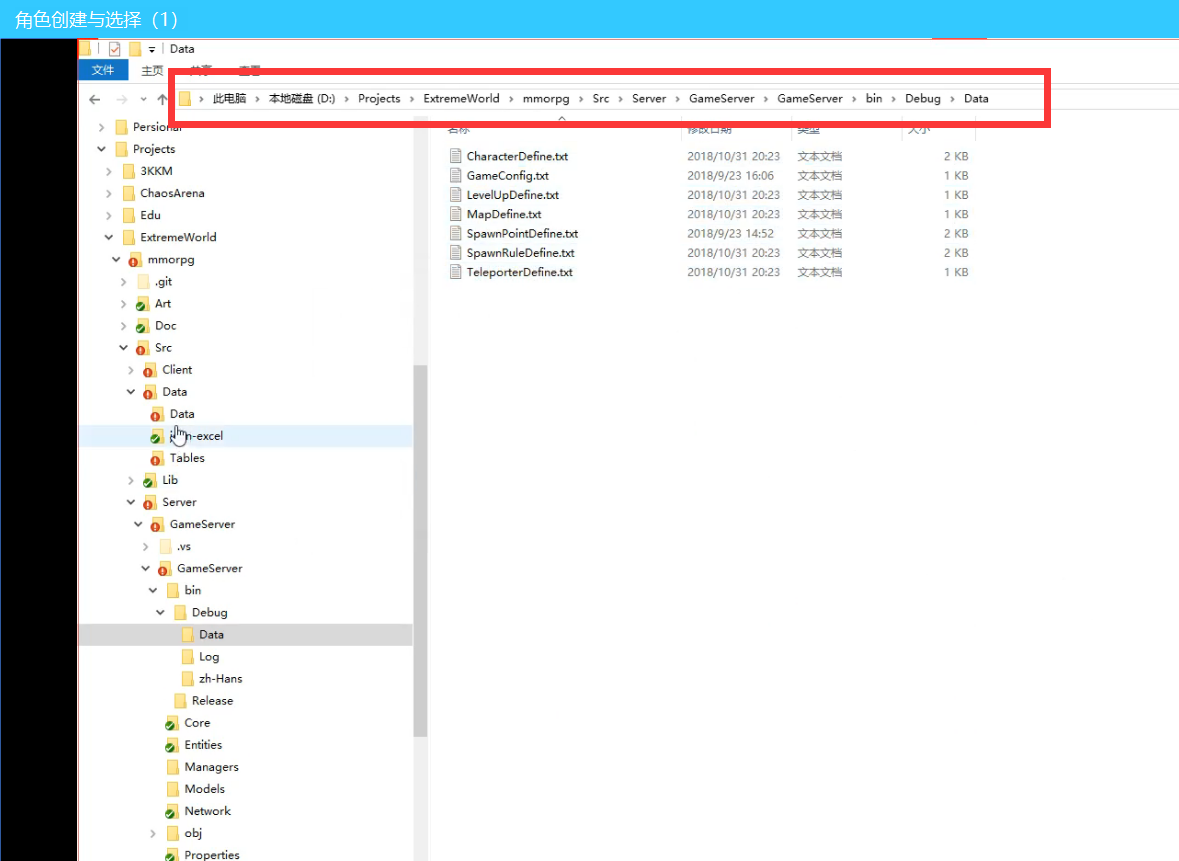 角色创建与选择（1）
Data
文件 主页 共享 查看
此电脑 › 本地磁盘 (D:) › Projects › ExtremeWorld › mmorpg › Src › Server › GameServer › GameServer › bin › Debug › Data
名称 修改日期 类型 大小
Persional
Projects
3KKM
ChaosArena
Edu
ExtremeWorld
mmorpg
.git
Art
Doc
Src
Client
Data
Data
n-excel
Tables
Lib
Server
GameServer
.vs
GameServer
bin
Debug
Data
Log
zh-Hans
Release
Core
Entities
Managers
Models
Network
obj
Properties
CharacterDefine.txt 2018/10/31 20:23 文本文档 2 KB
GameConfig.txt 2018/9/23 16:06 文本文档 1 KB
LevelUpDefine.txt 2018/10/31 20:23 文本文档 1 KB
MapDefine.txt 2018/10/31 20:23 文本文档 1 KB
SpawnPointDefine.txt 2018/9/23 14:52 文本文档 2 KB
SpawnRuleDefine.txt 2018/10/31 20:23 文本文档 2 KB
TeleporterDefine.txt 2018/10/31 20:23 文本文档 1 KB